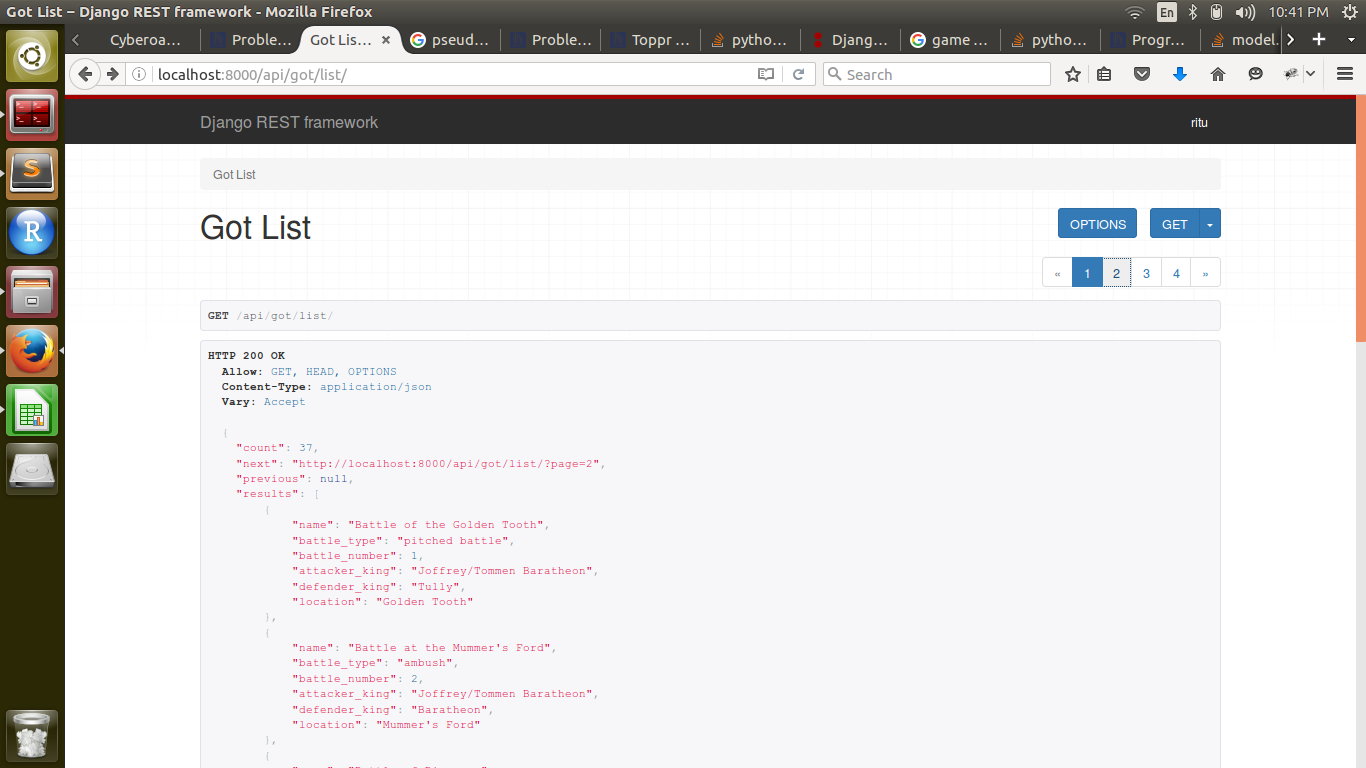 Got List – Django REST framework - Mozilla Firefox
En
10:41 PM
Cyberoa...
Proble...
Got Lis...
pseud...
Proble...
Toppr ...
pytho...
Djang...
game ...
pytho...
Progr...
model.
localhost:8000/api/got/list/
Search
Django REST framework
ritu
Got List
Got List
OPTIONS
GET
« 1 2 3 4 »
GET /api/got/list/
HTTP 200 OK
Allow: GET, HEAD, OPTIONS
Content-Type: application/json
Vary: Accept
{
"count": 37,
"next": "http://localhost:8000/api/got/list/?page=2",
"previous": null,
"results": [
{
"name": "Battle of the Golden Tooth",
"battle_type": "pitched battle",
"battle_number": 1,
"attacker_king": "Joffrey/Tommen Baratheon",
"defender_king": "Tully",
"location": "Golden Tooth"
},
{
"name": "Battle at the Mummer's Ford",
"battle_type": "ambush",
"battle_number": 2,
"attacker_king": "Joffrey/Tommen Baratheon",
"defender_king": "Baratheon",
"location": "Mummer's Ford"
},
{